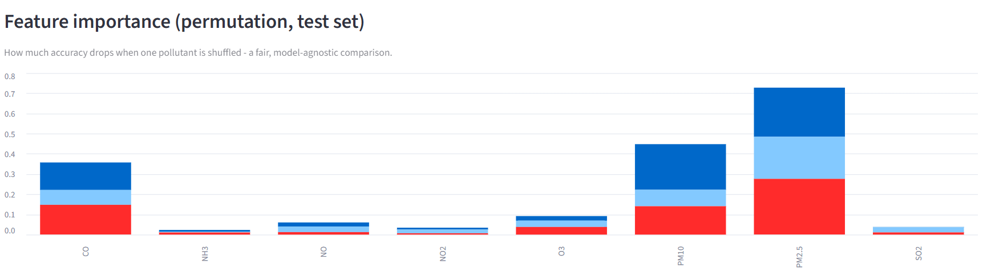 Feature importance (permutation, test set)
How much accuracy drops when one pollutant is shuffled - a fair, model-agnostic comparison.
0.8
0.7
0.6
0.5
0.4
0.3
0.2
0.1
0.0
CO
NH3
NO
NO2
O3
PM10
PM2.5
SO2